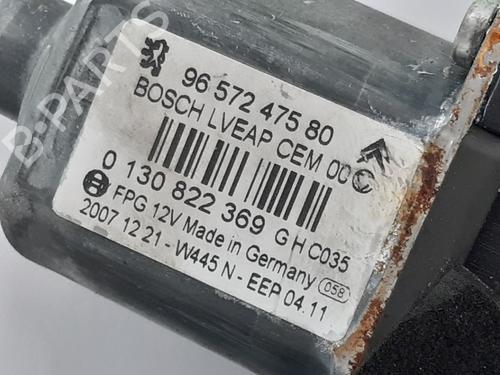 B-PARTS
96 572 475 80
BOSCH LVEAP CEM 00
0 130 822 369 G H C035
FPG 12V Made in Germany
2007 12 21 - W445 N - EEP 04.11
058